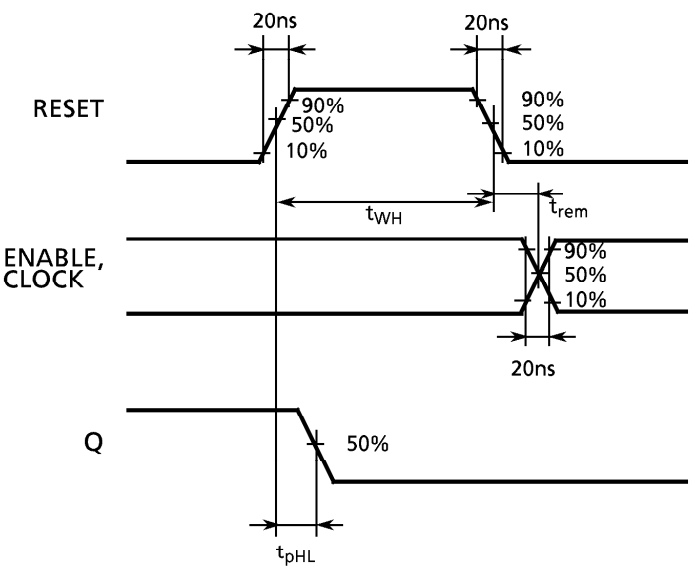 20ns
20ns
RESET
90%
50%
10%
90%
50%
10%
tWH
trem
ENABLE,
CLOCK
90%
50%
10%
20ns
Q
50%
tpHL